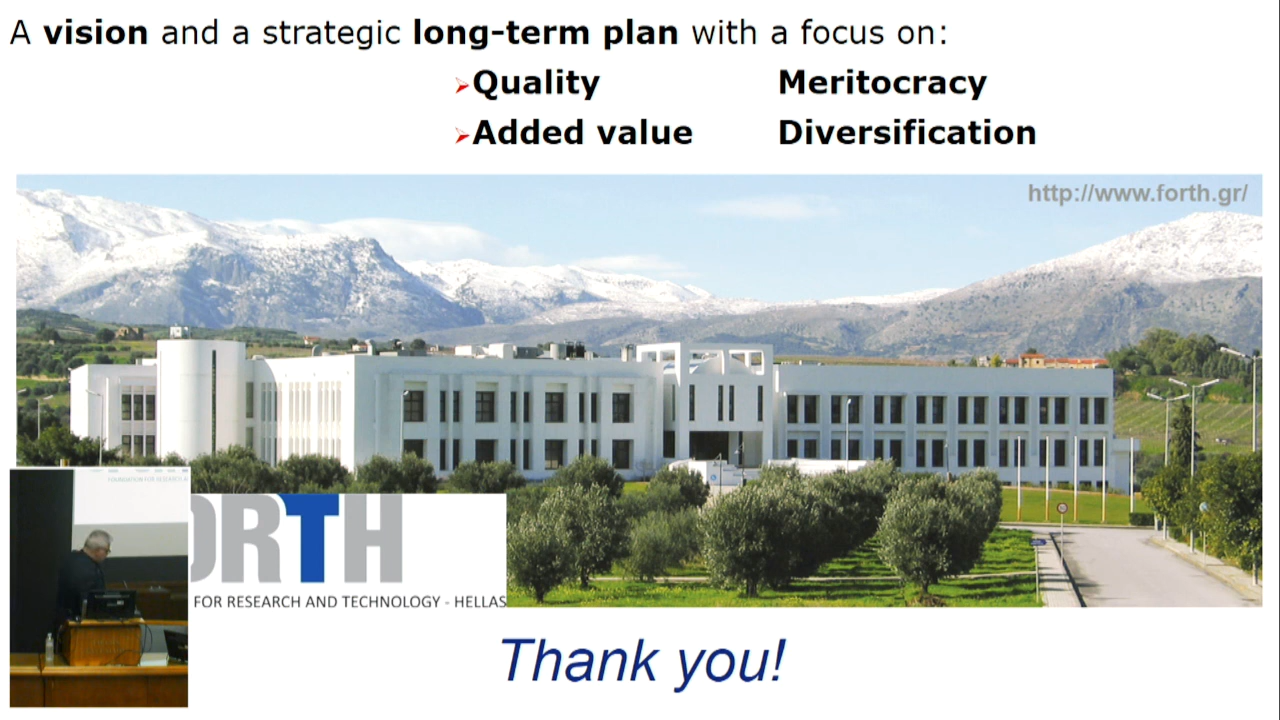 A vision and a strategic long-term plan with a focus on:
Quality Meritocracy
Added value Diversification
http://www.forth.gr/
ORTH
FOR RESEARCH AND TECHNOLOGY - HELLAS
Thank you!